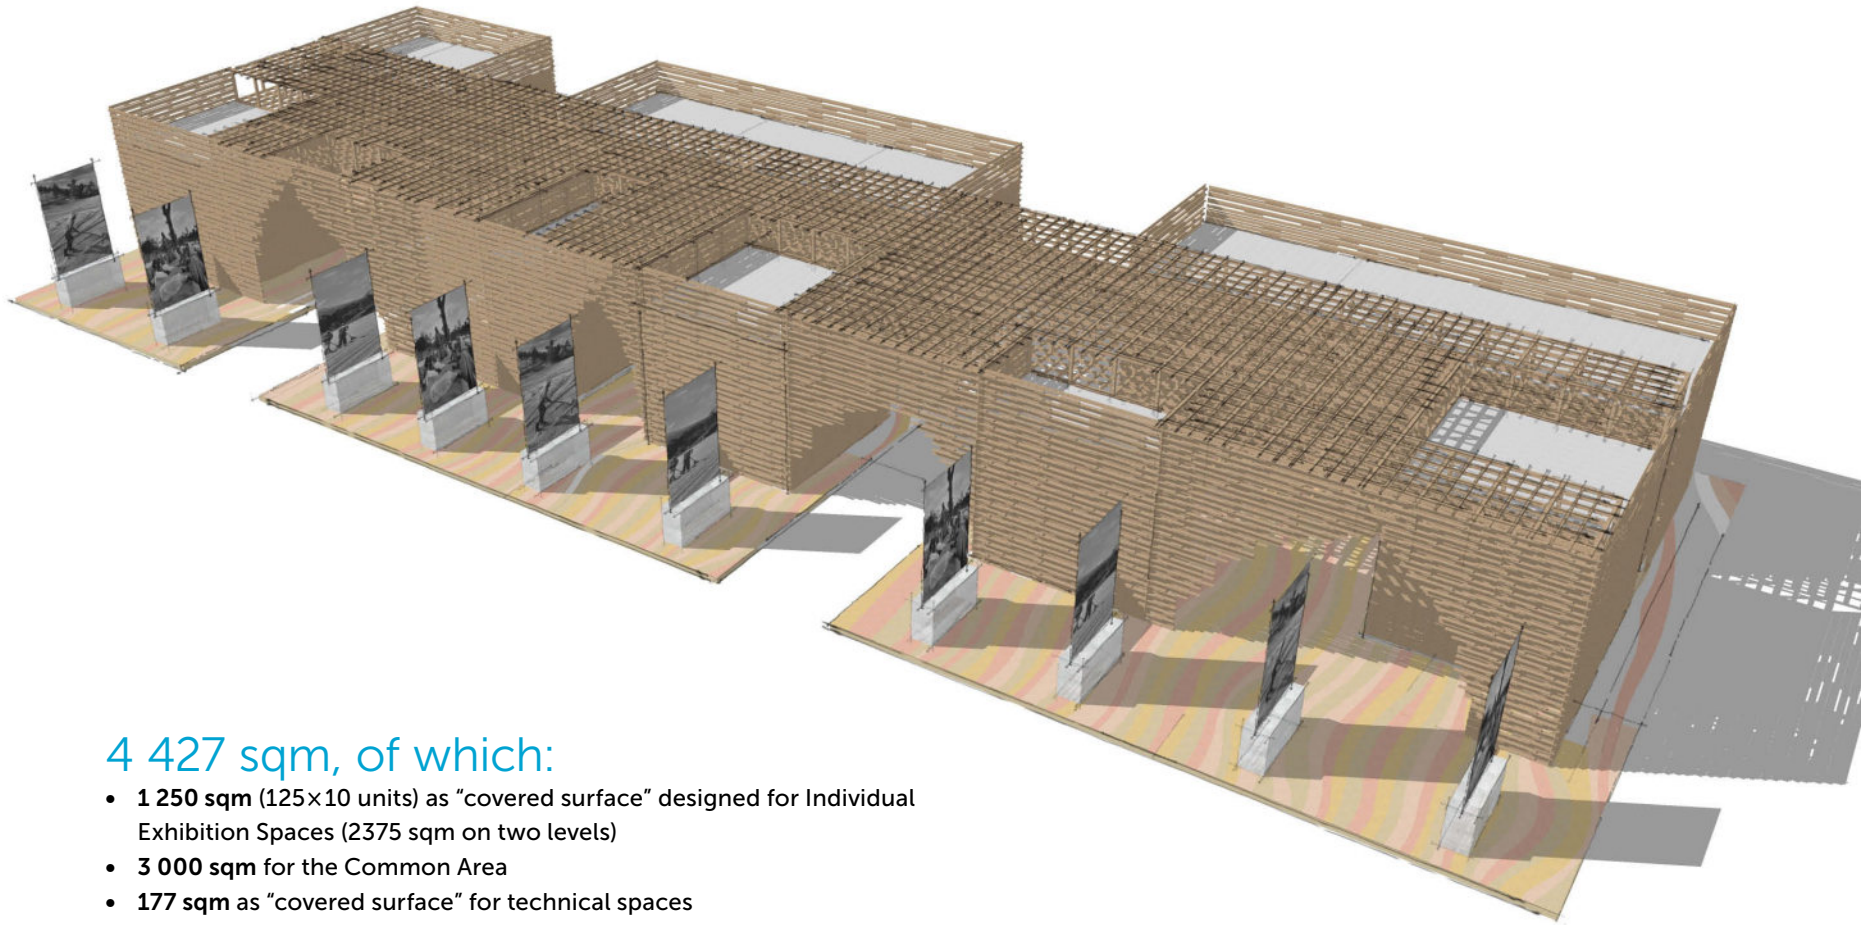 4 427 sqm, of which:
• 1 250 sqm (125×10 units) as “covered surface” designed for Individual
Exhibition Spaces (2375 sqm on two levels)
• 3 000 sqm for the Common Area
• 177 sqm as “covered surface” for technical spaces